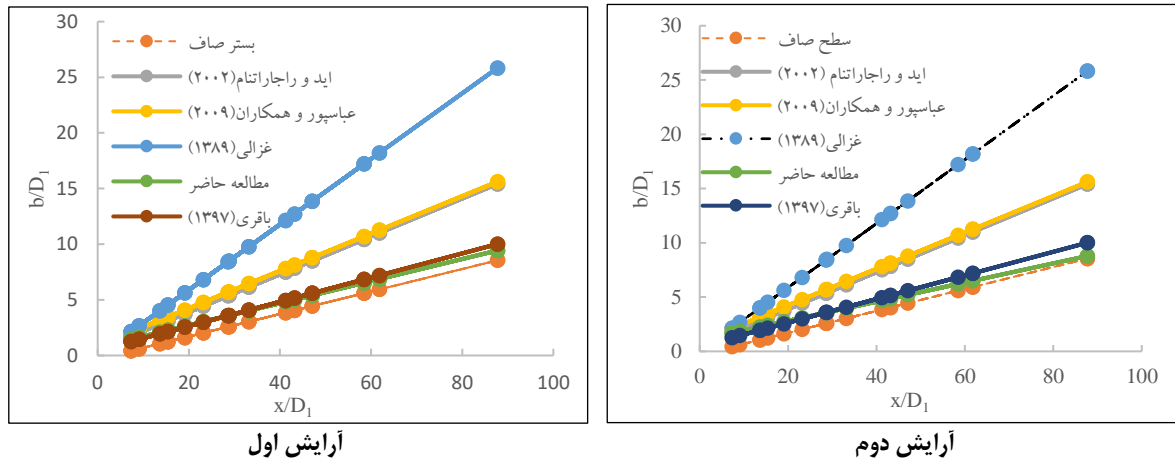 30
25
20
15
10
5
0
b/D1
0 20 40 60 80 100
x/D1
بستر صاف
اید و راجاراتنام(۲۰۰۲)
عباسپور و همکاران(۲۰۰۹)
غزالی(۱۳۸۹)
مطالعه حاضر
باقری(۱۳۹۷)
آرایش اول
30
25
20
15
10
5
0
b/D1
0 20 40 60 80 100
x/D1
سطح صاف
اید و راجاراتنام (۲۰۰۲)
عباسپور و همکاران(۲۰۰۹)
غزالی(۱۳۸۹)
مطالعه حاضر
باقری(۱۳۹۷)
آرایش دوم